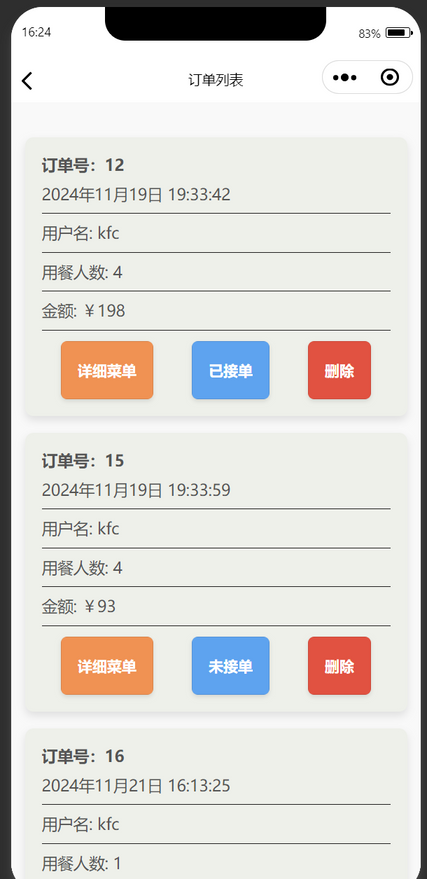 16:24
83%
订单列表
订单号：12
2024年11月19日 19:33:42
用户名: kfc
用餐人数: 4
金额: ￥198
详细菜单 已接单 删除
订单号：15
2024年11月19日 19:33:59
用户名: kfc
用餐人数: 4
金额: ￥93
详细菜单 未接单 删除
订单号：16
2024年11月21日 16:13:25
用户名: kfc
用餐人数: 1